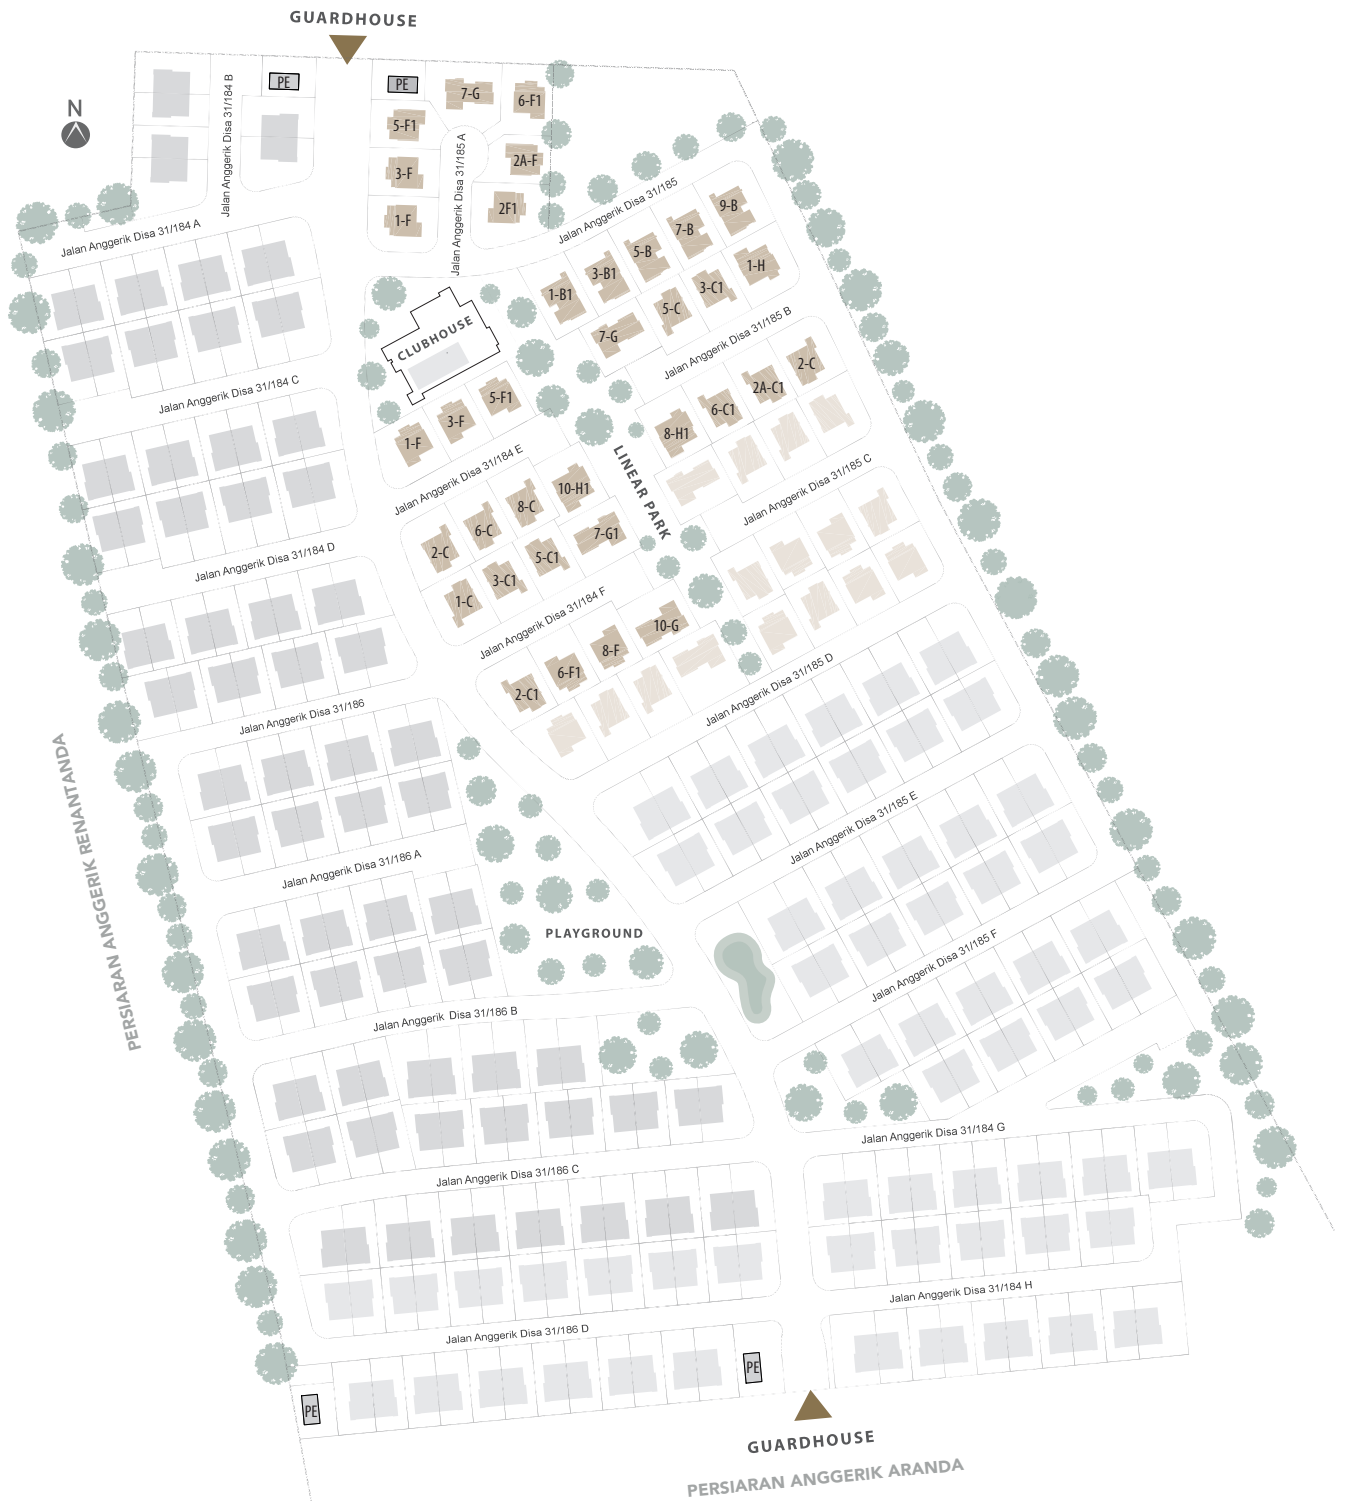 GUARDHOUSE
N
PE
PE
7-G
6-F1
5-F1
3-F
2A-F
1-F
2F1
Jalan Anggerik Disa 31/184 B
Jalan Anggerik Disa 31/185 A
Jalan Anggerik Disa 31/184 A
Jalan Anggerik Disa 31/185
9-B
7-B
5-B
3-B1
1-B1
1-H
3-C1
5-C
7-G
CLUBHOUSE
Jalan Anggerik Disa 31/185 B
2-C
2A-C1
6-C1
8-H1
Jalan Anggerik Disa 31/184 C
5-F1
3-F
1-F
Jalan Anggerik Disa 31/184 E
LINEAR PARK
Jalan Anggerik Disa 31/185 C
10-H1
8-C
6-C
2-C
7-G1
5-C1
3-C1
1-C
Jalan Anggerik Disa 31/184 D
Jalan Anggerik Disa 31/184 F
10-G
8-F
6-F1
2-C1
Jalan Anggerik Disa 31/185 D
Jalan Anggerik Disa 31/186
PERSIARAN ANGGERIK RENANTANDA
Jalan Anggerik Disa 31/185 E
Jalan Anggerik Disa 31/186 A
PLAYGROUND
Jalan Anggerik Disa 31/185 F
Jalan Anggerik Disa 31/186 B
Jalan Anggerik Disa 31/184 G
Jalan Anggerik Disa 31/186 C
Jalan Anggerik Disa 31/184 H
Jalan Anggerik Disa 31/186 D
PE
PE
GUARDHOUSE
PERSIARAN ANGGERIK ARANDA